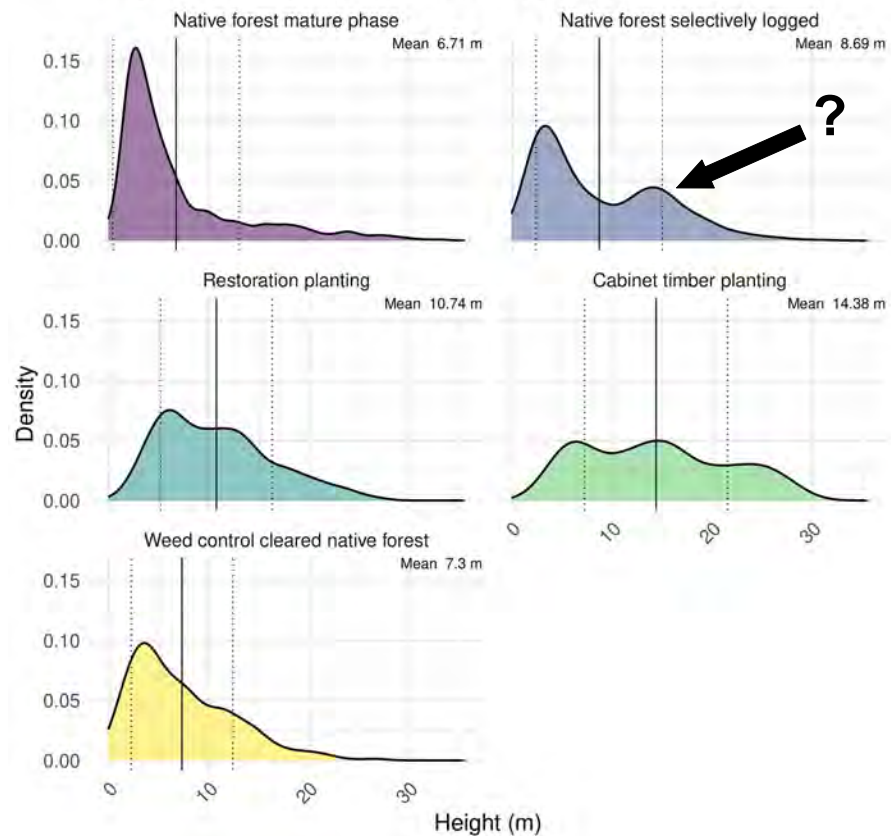 Native forest mature phase
Mean 6.71 m
Native forest selectively logged
Mean 8.69 m
?
0.15
0.10
0.05
0.00
Restoration planting
Mean 10.74 m
Cabinet timber planting
Mean 14.38 m
0.15
0.10
0.05
0.00
0 10 20 30
Weed control cleared native forest
Mean 7.3 m
0.15
0.10
0.05
0.00
0 10 20 30
Density
Height (m)